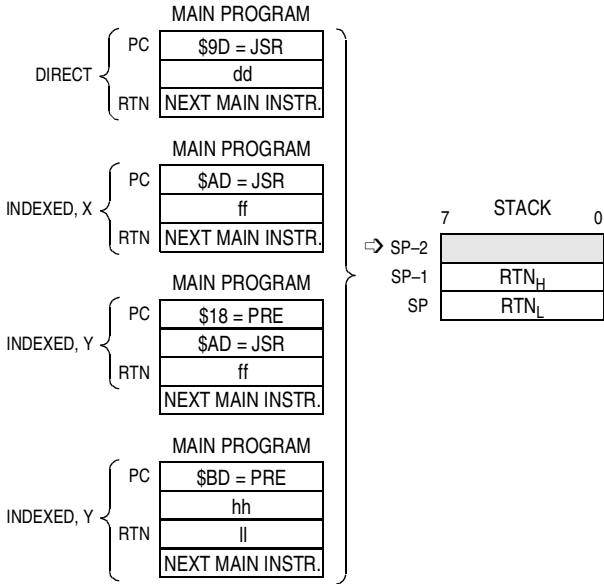 MAIN PROGRAM
PC $9D = JSR
DIRECT dd
RTN NEXT MAIN INSTR.
MAIN PROGRAM
PC $AD = JSR
INDEXED, X ff
RTN NEXT MAIN INSTR.
MAIN PROGRAM
PC $18 = PRE
INDEXED, Y $AD = JSR
RTN ff
NEXT MAIN INSTR.
MAIN PROGRAM
PC $BD = PRE
INDEXED, Y hh
RTN ll
NEXT MAIN INSTR.
7 STACK 0
➩ SP–2
SP–1 RTNH
SP RTNL